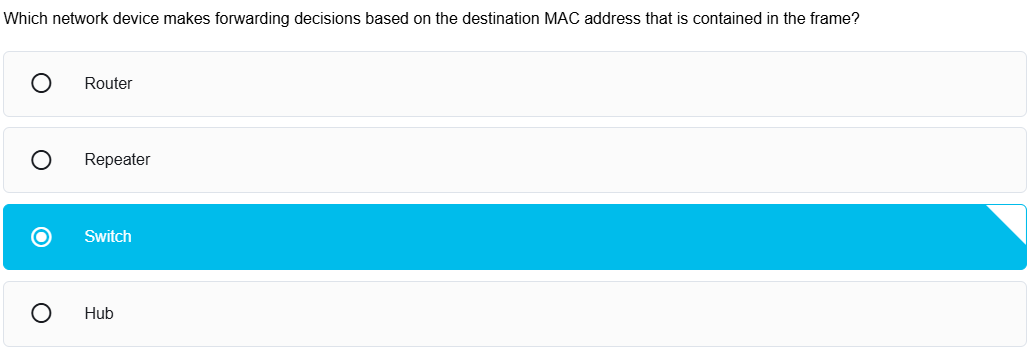 Which network device makes forwarding decisions based on the destination MAC address that is contained in the frame?
Router
Repeater
Switch
Hub